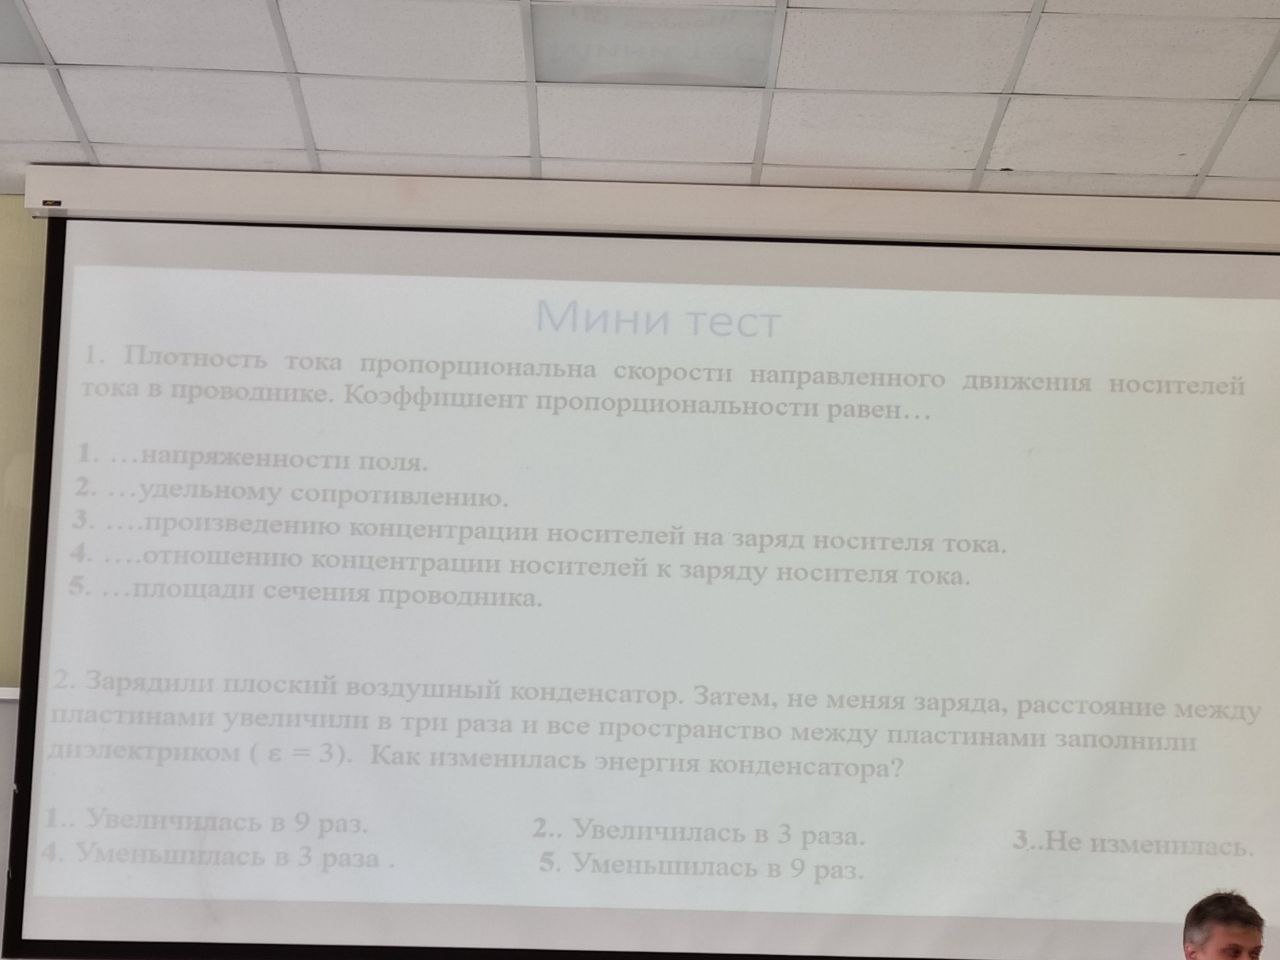 Мини тест
1. Плотность тока пропорциональна скорости направленного движения носителей
тока в проводнике. Коэффициент пропорциональности равен…
1. …напряженности поля.
2. …удельному сопротивлению.
3. ….произведению концентрации носителей на заряд носителя тока.
4. ….отношению концентрации носителей к заряду носителя тока.
5. …площади сечения проводника.
2. Зарядили плоский воздушный конденсатор. Затем, не меняя заряда, расстояние между
пластинами увеличили в три раза и все пространство между пластинами заполнили
диэлектриком ( ε = 3). Как изменилась энергия конденсатора?
1.. Увеличилась в 9 раз. 2.. Увеличилась в 3 раза. 3..Не изменилась.
4. Уменьшилась в 3 раза . 5. Уменьшилась в 9 раз.